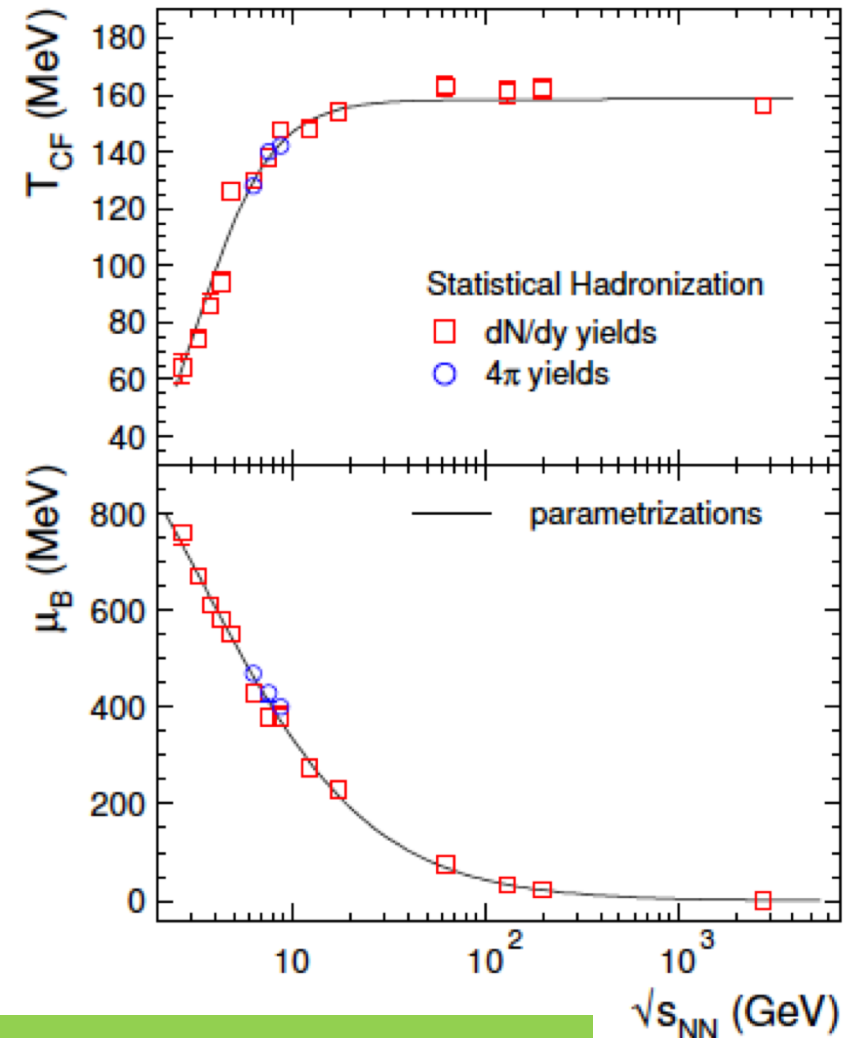 T_CF (MeV)
180
160
140
120
100
80
60
40
Statistical Hadronization
dN/dy yields
4π yields
μ_B (MeV)
800
600
400
200
0
parametrizations
10
10²
10³
√s_NN (GeV)